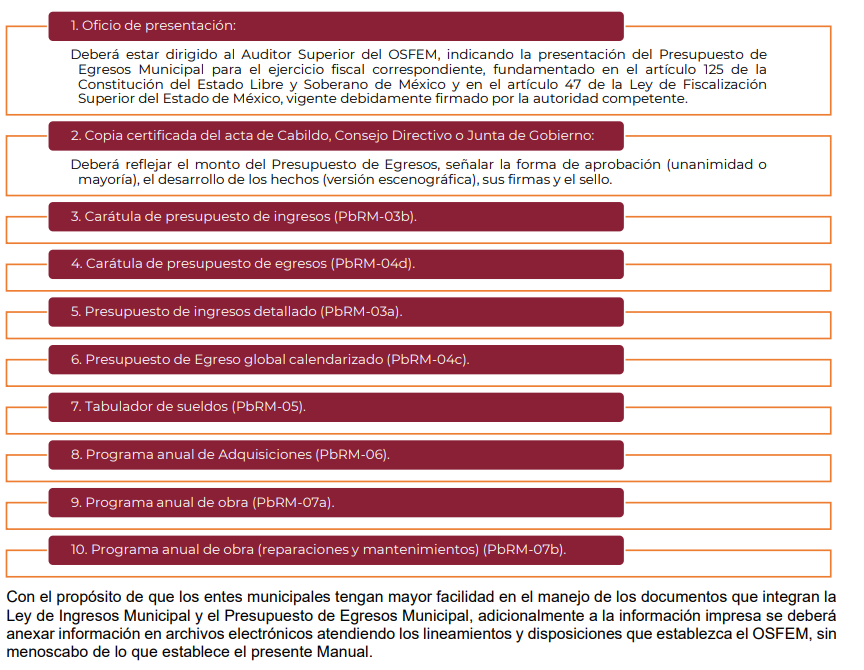 1. Oficio de presentación:
Deberá estar dirigido al Auditor Superior del OSFEM, indicando la presentación del Presupuesto de
Egresos Municipal para el ejercicio fiscal correspondiente, fundamentado en el artículo 125 de la
Constitución del Estado Libre y Soberano de México y en el artículo 47 de la Ley de Fiscalización
Superior del Estado de México, vigente debidamente firmado por la autoridad competente.
2. Copia certificada del acta de Cabildo, Consejo Directivo o Junta de Gobierno:
Deberá reflejar el monto del Presupuesto de Egresos, señalar la forma de aprobación (unanimidad o
mayoría), el desarrollo de los hechos (versión escenográfica), sus firmas y el sello.
3. Carátula de presupuesto de ingresos (PbRM-03b).
4. Carátula de presupuesto de egresos (PbRM-04d).
5. Presupuesto de ingresos detallado (PbRM-03a).
6. Presupuesto de Egreso global calendarizado (PbRM-04c).
7. Tabulador de sueldos (PbRM-05).
8. Programa anual de Adquisiciones (PbRM-06).
9. Programa anual de obra (PbRM-07a).
10. Programa anual de obra (reparaciones y mantenimientos) (PbRM-07b).
Con el propósito de que los entes municipales tengan mayor facilidad en el manejo de los documentos que integran la
Ley de Ingresos Municipal y el Presupuesto de Egresos Municipal, adicionalmente a la información impresa se deberá
anexar información en archivos electrónicos atendiendo los lineamientos y disposiciones que establezca el OSFEM, sin
menoscabo de lo que establece el presente Manual.